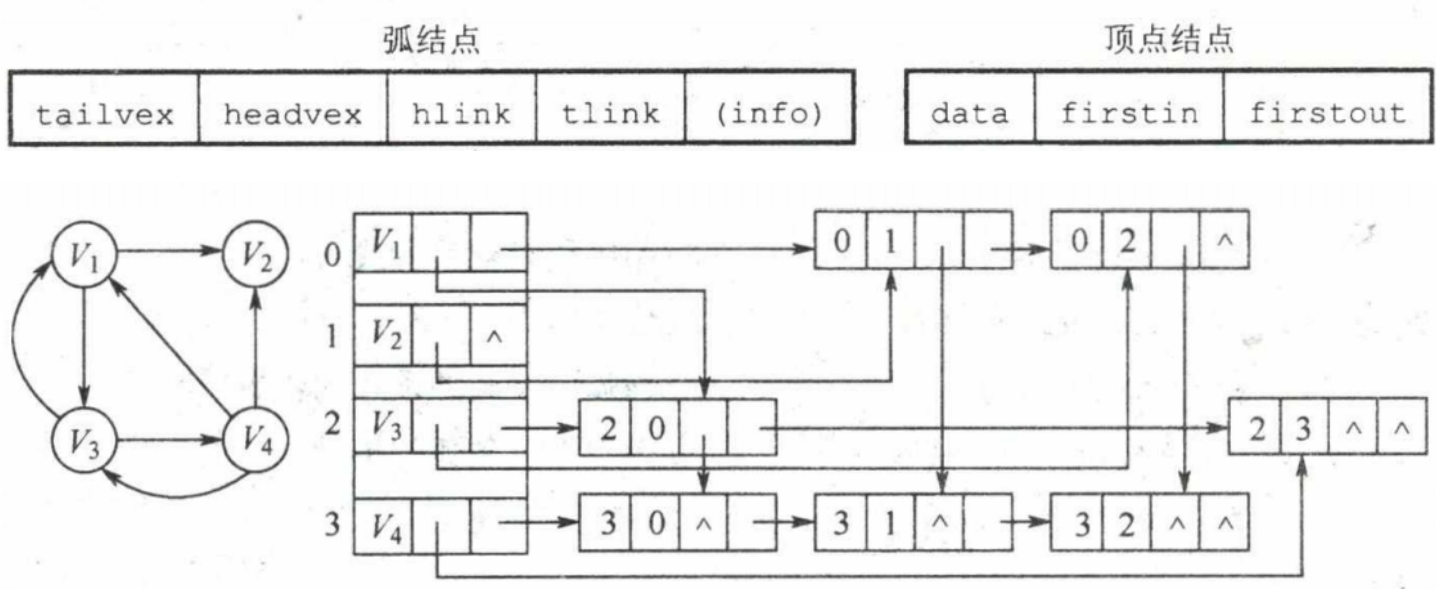 弧结点 顶点结点
tailvex headvex hlink tlink (info) data firstin firstout
V₁ V₂ 0 V₁ 0 1 0 2 ^
1 V₂ ^
V₃ V₄ 2 V₃ 2 0 2 3 ^ ^
3 V₄ 3 0 ^ 3 1 ^ 3 2 ^ ^